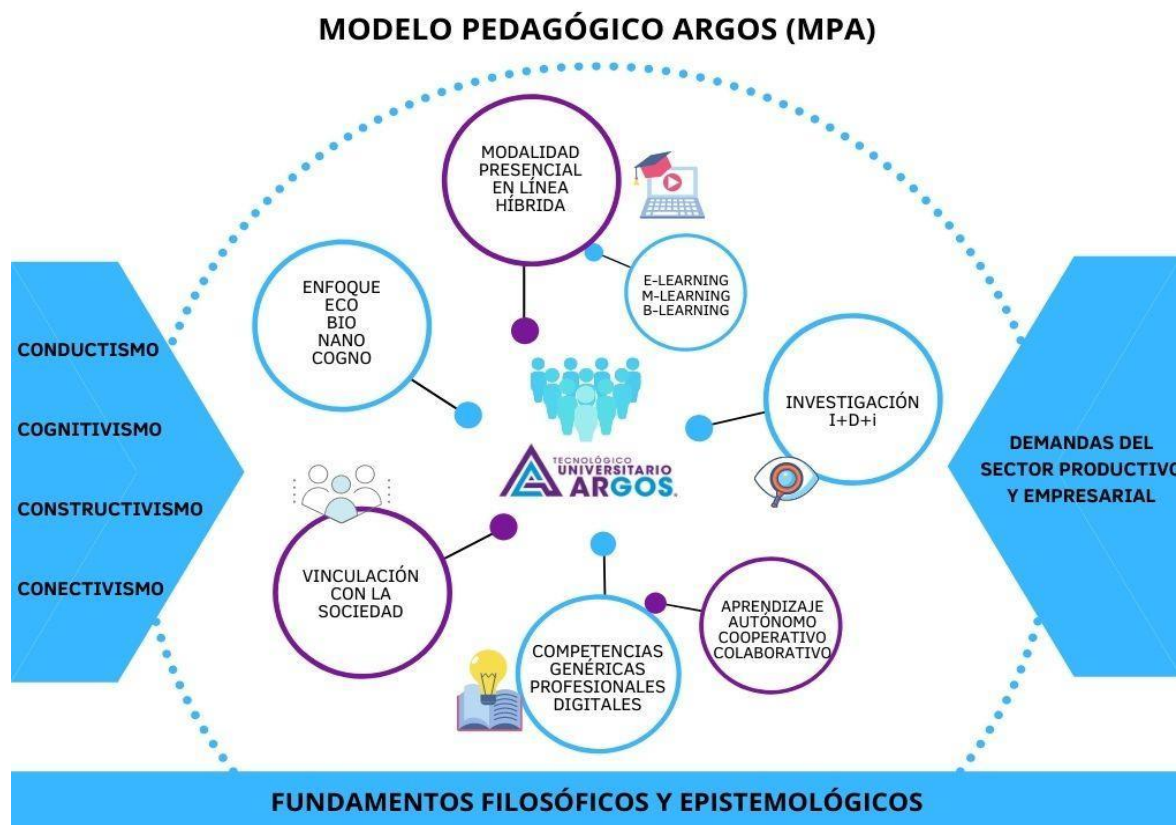 MODELO PEDAGÓGICO ARGOS (MPA)
MODALIDAD
PRESENCIAL
EN LÍNEA
HÍBRIDA
E-LEARNING
M-LEARNING
B-LEARNING
ENFOQUE
ECO
BIO
NANO
COGNO
INVESTIGACIÓN
I+D+i
CONDUCTISMO
COGNITIVISMO
CONSTRUCTIVISMO
CONECTIVISMO
TECNOLÓGICO
UNIVERSITARIO
ARGOS
DEMANDAS DEL
SECTOR PRODUCTIVO
Y EMPRESARIAL
VINCULACIÓN
CON LA
SOCIEDAD
COMPETENCIAS
GENÉRICAS
PROFESIONALES
DIGITALES
APRENDIZAJE
AUTÓNOMO
COOPERATIVO
COLABORATIVO
FUNDAMENTOS FILOSÓFICOS Y EPISTEMOLÓGICOS